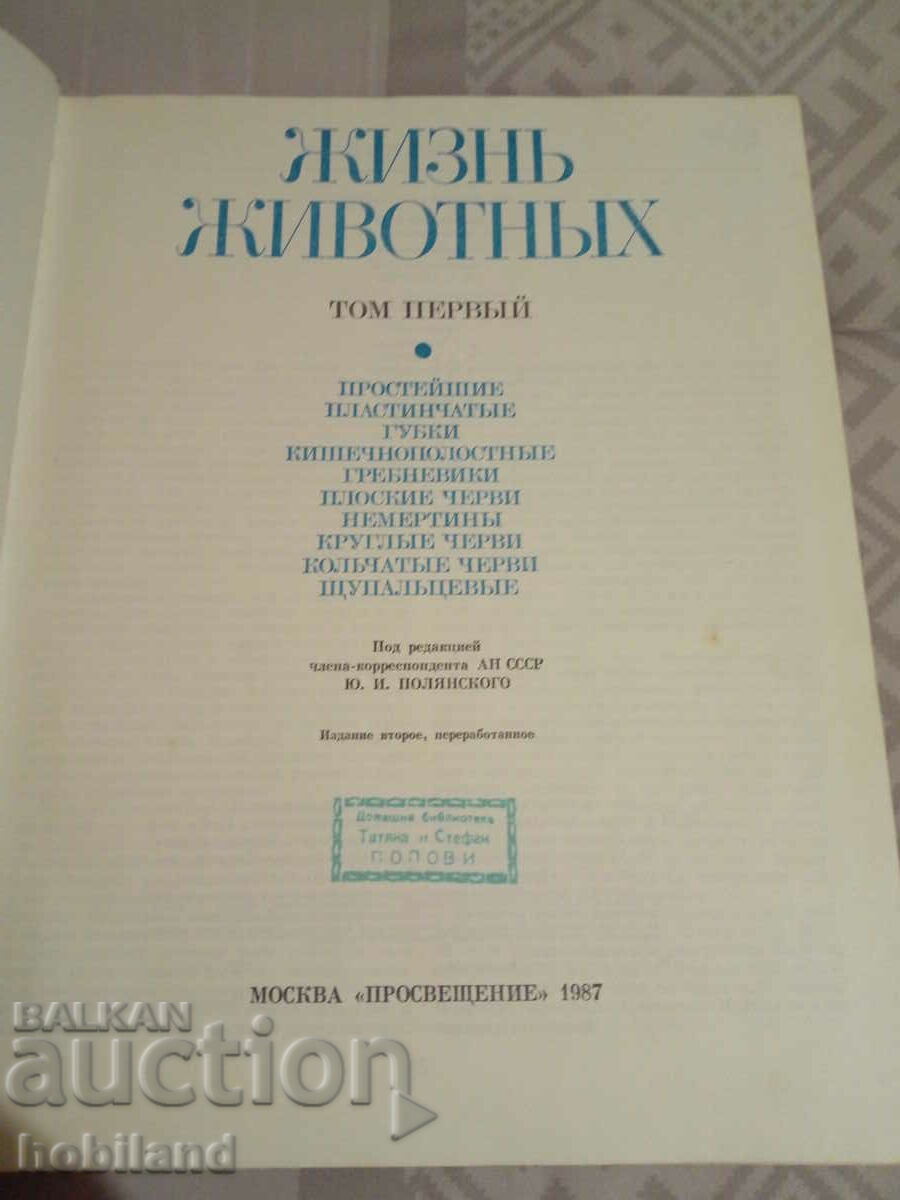 ЖИЗНЬ
ЖИВОТНЫХ
ТОМ ПЕРВЫЙ
ПРОСТЕЙШИЕ
ПЛАСТИНЧАТЫЕ
ГУБКИ
КИШЕЧНОПОЛОСТНЫЕ
ГРЕБНЕВИКИ
ПЛОСКИЕ ЧЕРВИ
НЕМЕРТИНЫ
КРУГЛЫЕ ЧЕРВИ
КОЛЬЧАТЫЕ ЧЕРВИ
ЩУПАЛЬЦЕВЫЕ
Под редакцией
члена-корреспондента АН СССР
Ю. И. ПОЛЯНСКОГО
Издание второе, переработанное
Домашна библиотекъ
Татяна и Стефан
ПОПОВИ
МОСКВА «ПРОСВЕЩЕНИЕ» 1987
BALKAN
auction
hobiland